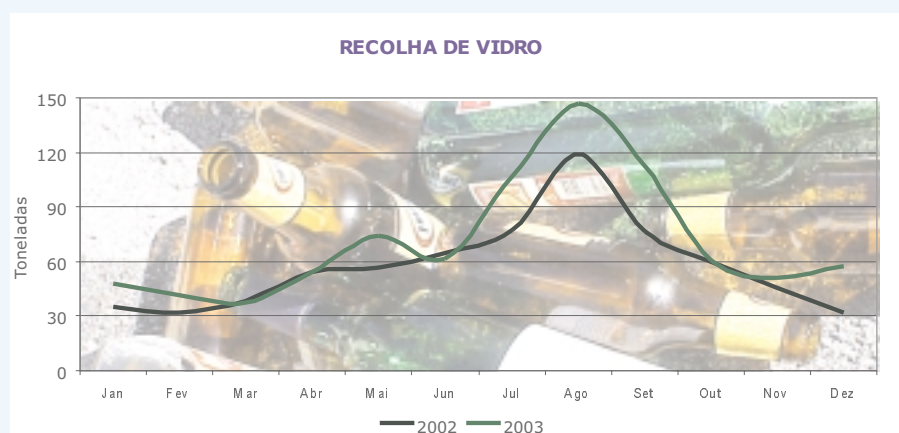 RECOLHA DE VIDRO
150
120
90
60
30
0
Toneladas
Jan Fev Mar Abr Mai Jun Jul Ago Set Out Nov Dez
2002 2003